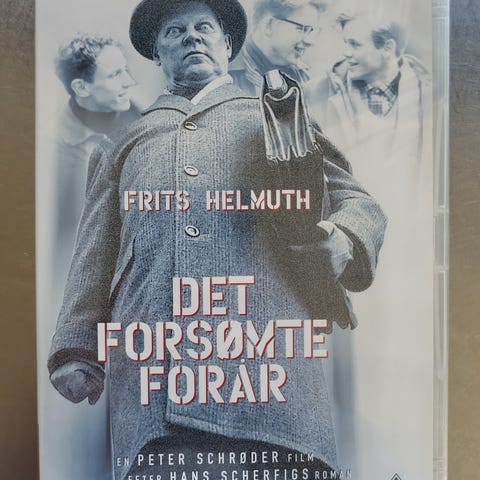 FRITS HELMUTH
DET
FORSØMTE
FORÅR
EN PETER SCHRØDER FILM
EFTER HANS SCHERFIGS ROMAN